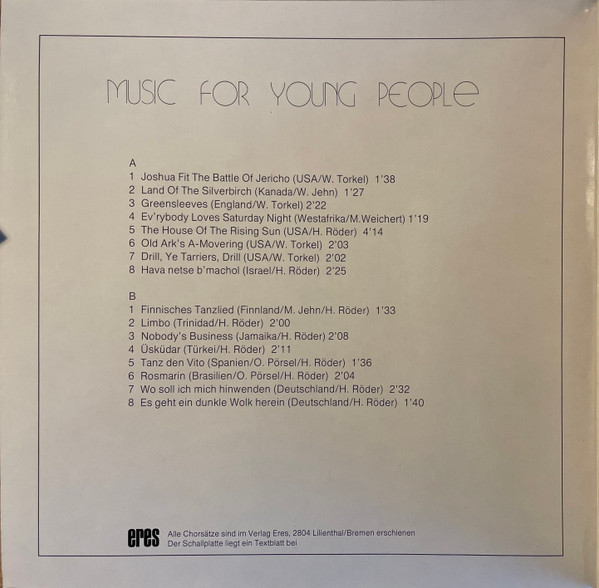 MUSIC FOR YOUNG PEOPLE
A
1 Joshua Fit The Battle Of Jericho (USA/W. Torkel) 1'38
2 Land Of The Silverbirch (Kanada/W. Jehn) 1'27
3 Greensleeves (England/W. Torkel) 2'22
4 Ev'rybody Loves Saturday Night (Westafrika/M.Weichert) 1'19
5 The House Of The Rising Sun (USA/H. Röder) 4'14
6 Old Ark's A-Movering (USA/W. Torkel) 2'03
7 Drill, Ye Tarriers, Drill (USA/W. Torkel) 2'02
8 Hava netse b'machol (Israel/H. Röder) 2'25
B
1 Finnisches Tanzlied (Finnland/M. Jehn/H. Röder) 1'33
2 Limbo (Trinidad/H. Röder) 2'00
3 Nobody's Business (Jamaika/H. Röder) 2'08
4 Üsküdar (Türkei/H. Röder) 2'11
5 Tanz den Vito (Spanien/O. Pörsel/H. Röder) 1'36
6 Rosmarin (Brasilien/O. Pörsel/H. Röder) 2'04
7 Wo soll ich mich hinwenden (Deutschland/H. Röder) 2'32
8 Es geht ein dunkle Wolk herein (Deutschland/H. Röder) 1'40
eres Alle Chorsätze sind im Verlag Eres, 2804 Lilienthal/Bremen erschienen
Der Schallplatte liegt ein Textblatt bei